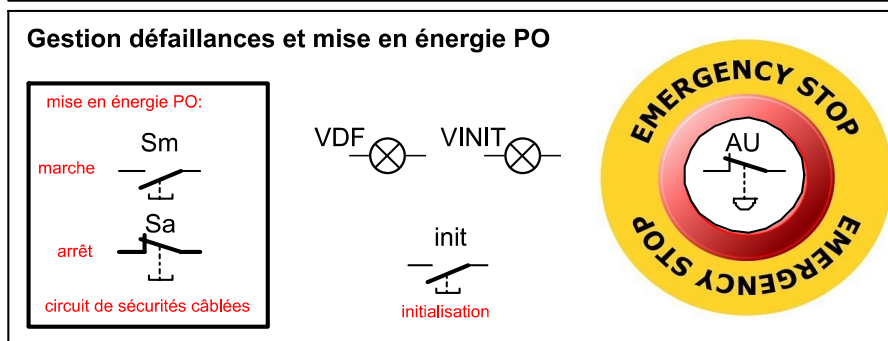 Gestion défaillances et mise en énergie PO
mise en énergie PO:
Sm
marche
Sa
arrêt
circuit de sécurités câblées
VDF
VINIT
init
initialisation
EMERGENCY STOP
AU
EMERGENCY STOP